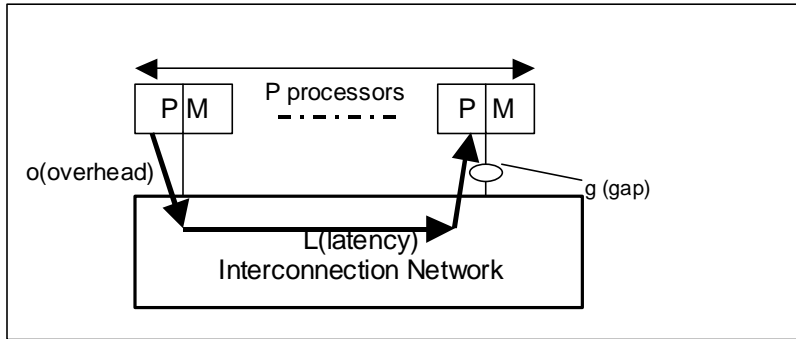 P M
P processors
P M
o(overhead)
g (gap)
L(latency)
Interconnection Network